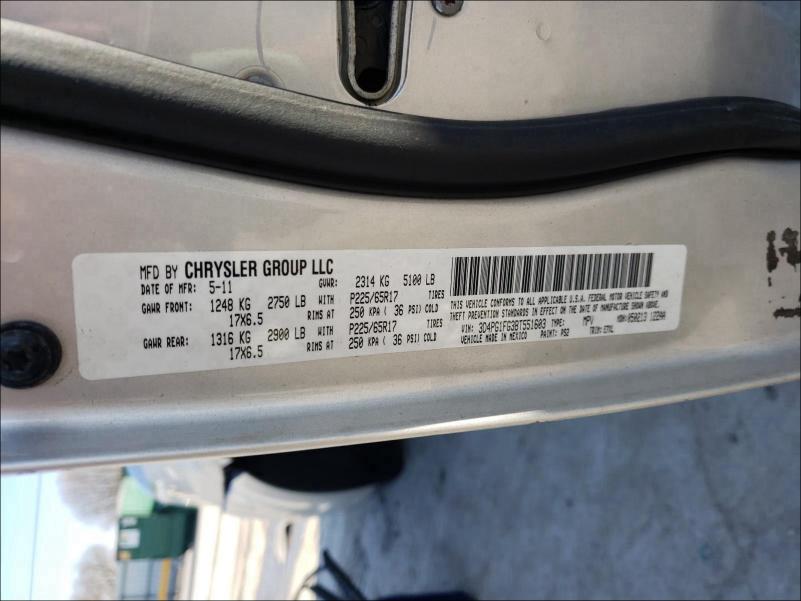 MFD BY CHRYSLER GROUP LLC
DATE OF MFR: 5-11 GVWR: 2314 KG 5100 LB
GAWR FRONT: 1248 KG 2750 LB WITH P225/65R17 TIRES
17X6.5 RIMS AT 250 KPA ( 36 PSI) COLD
GAWR REAR: 1316 KG 2900 LB WITH P225/65R17 TIRES
17X6.5 RIMS AT 250 KPA ( 36 PSI) COLD
THIS VEHICLE CONFORMS TO ALL APPLICABLE U.S.A. FEDERAL MOTOR VEHICLE SAFETY AND
THEFT PREVENTION STANDARDS IN EFFECT ON THE DATE OF MANUFACTURE SHOWN ABOVE.
VIN: 3D4PG1FG3BT551603 TYPE: MPV MDH: 050213
VEHICLE MADE IN MEXICO PAINT: PS2 TRIM: